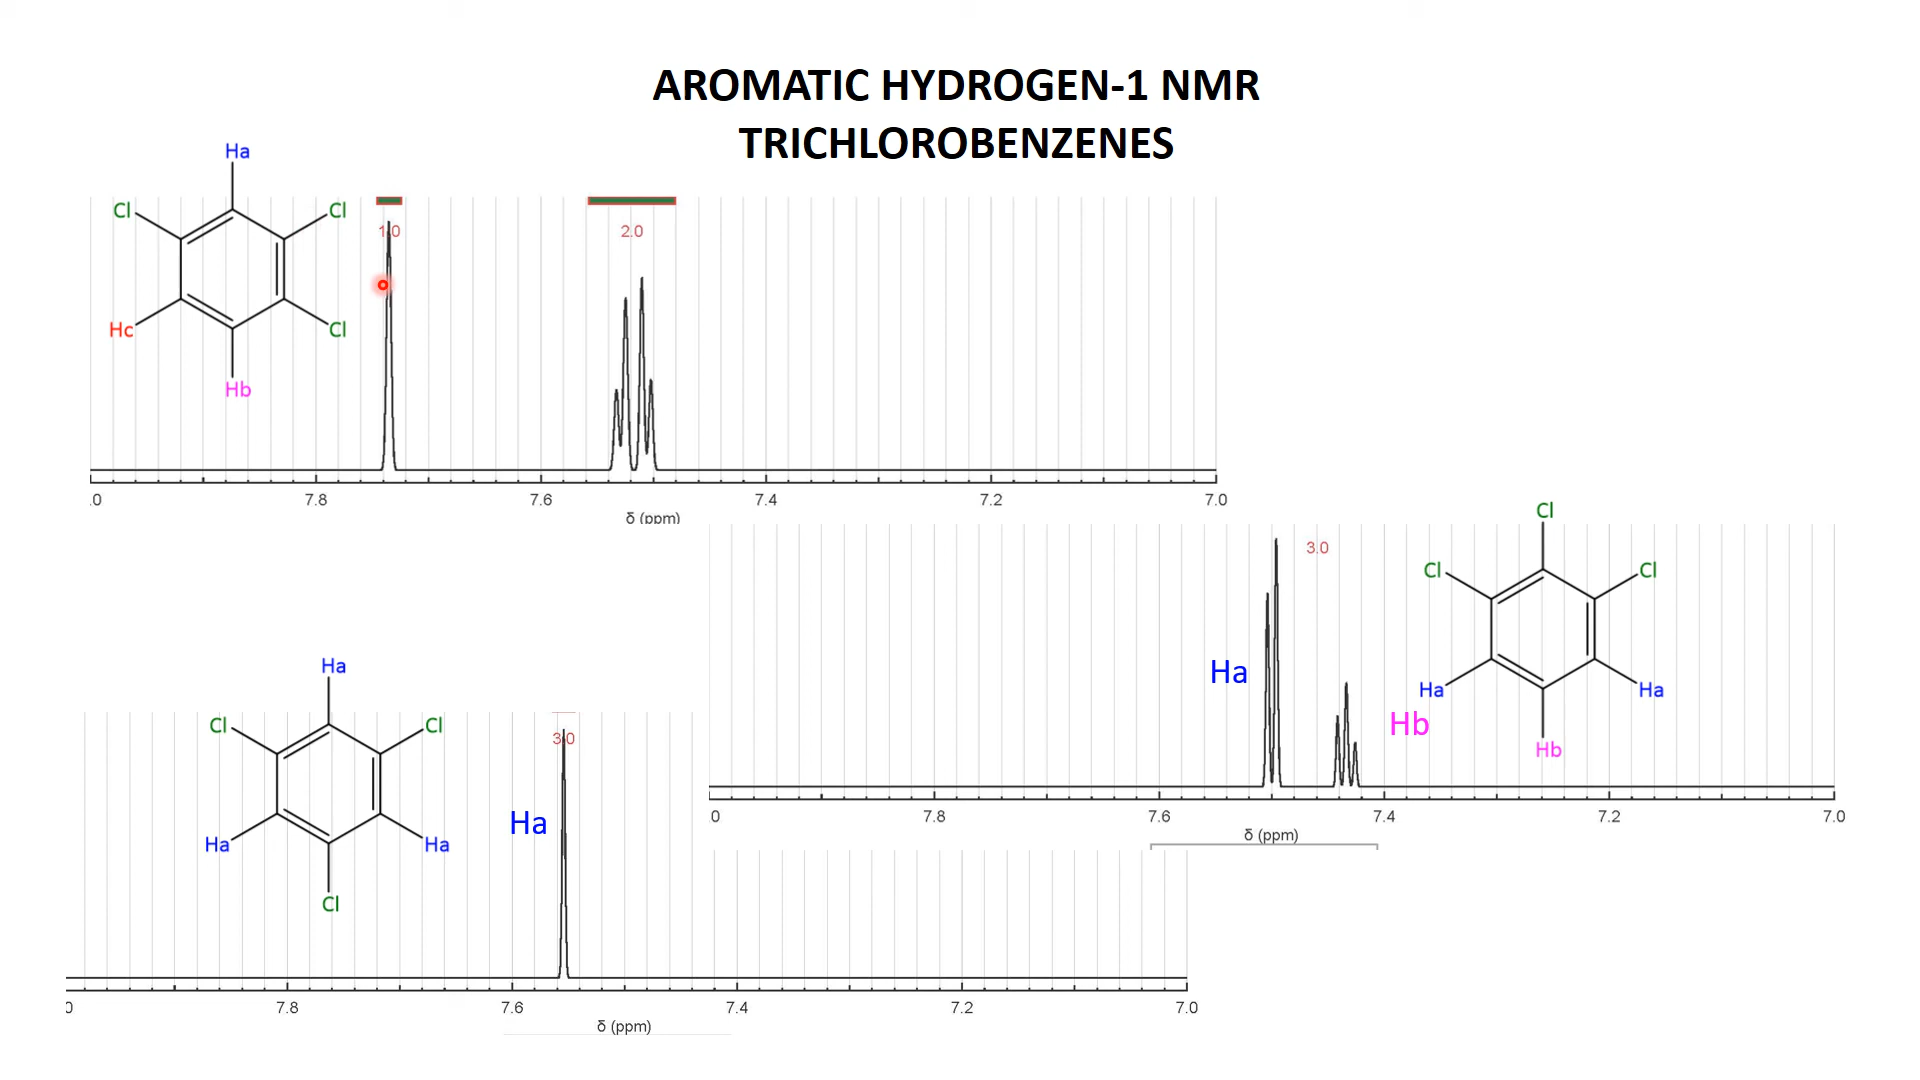 AROMATIC HYDROGEN-1 NMR
TRICHLOROBENZENES
Ha
Cl
Cl
1.0
2.0
Hc
Cl
Hb
.0
7.8
7.6
7.4
7.2
7.0
δ (ppm)
Cl
3.0
Cl
Cl
Ha
Ha
Ha
Hb
Hb
0
7.8
7.6
7.4
7.2
7.0
δ (ppm)
Ha
Cl
Cl
3.0
Ha
Ha
Ha
Cl
0
7.8
7.6
7.4
7.2
7.0
δ (ppm)